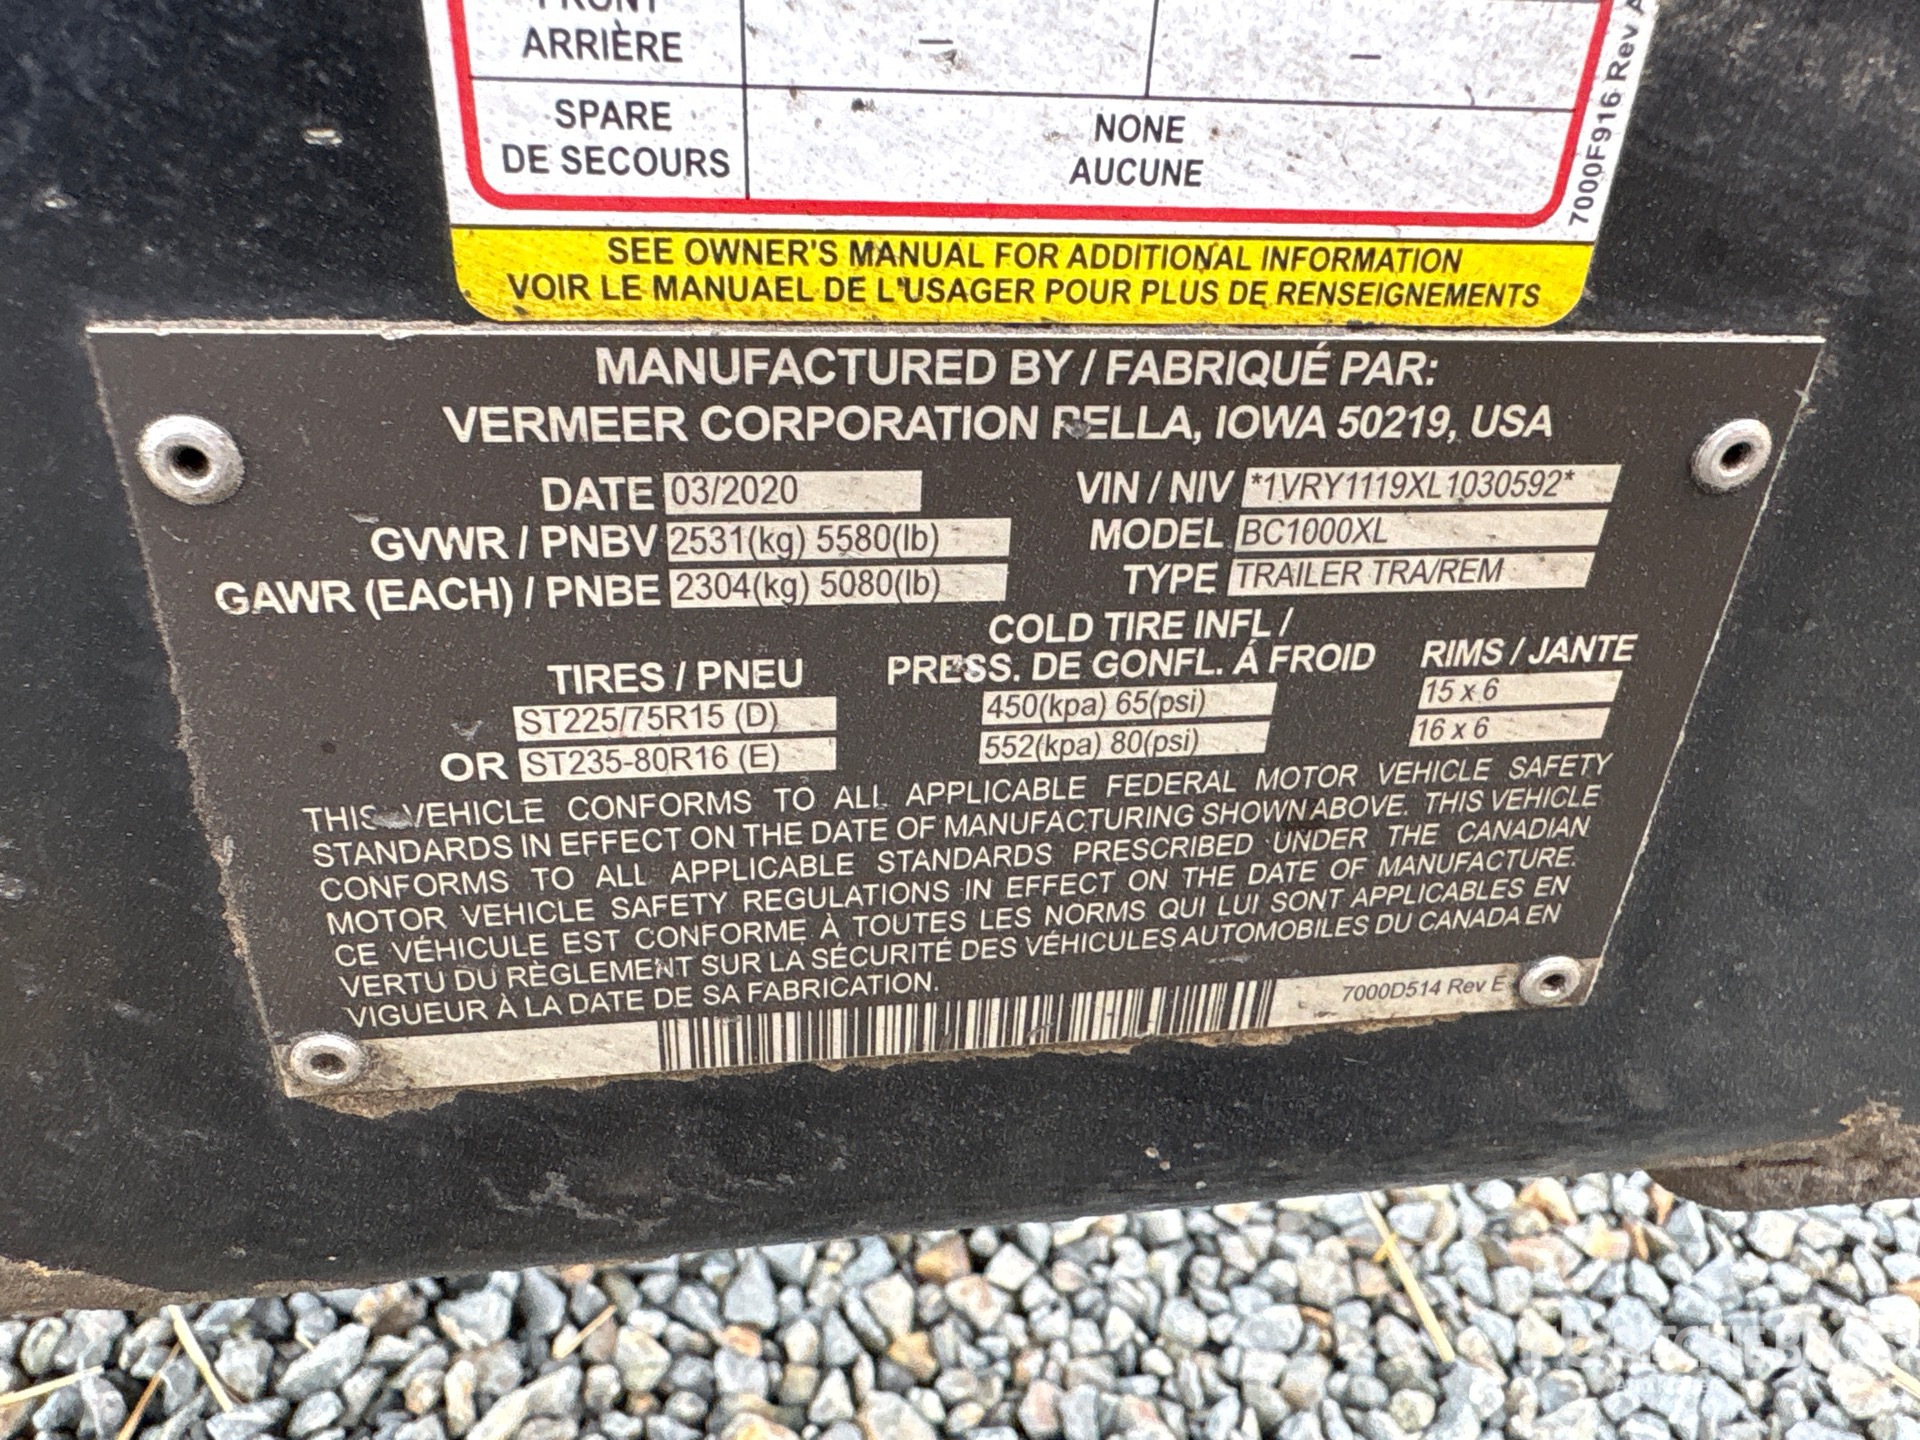 FRONT
ARRIÈRE — —
SPARE
DE SECOURS
NONE
AUCUNE
7000F916 Rev A
SEE OWNER'S MANUAL FOR ADDITIONAL INFORMATION
VOIR LE MANUAEL DE L'USAGER POUR PLUS DE RENSEIGNEMENTS
MANUFACTURED BY / FABRIQUÉ PAR:
VERMEER CORPORATION PELLA, IOWA 50219, USA
DATE 03/2020 VIN / NIV *1VRY1119XL1030592*
GVWR / PNBV 2531(kg) 5580(lb) MODEL BC1000XL
GAWR (EACH) / PNBE 2304(kg) 5080(lb) TYPE TRAILER TRA/REM
COLD TIRE INFL /
TIRES / PNEU PRESS. DE GONFL. Á FROID RIMS / JANTE
ST225/75R15 (D) 450(kpa) 65(psi) 15 x 6
OR ST235-80R16 (E) 552(kpa) 80(psi) 16 x 6
THIS VEHICLE CONFORMS TO ALL APPLICABLE FEDERAL MOTOR VEHICLE SAFETY
STANDARDS IN EFFECT ON THE DATE OF MANUFACTURING SHOWN ABOVE. THIS VEHICLE
CONFORMS TO ALL APPLICABLE STANDARDS PRESCRIBED UNDER THE CANADIAN
MOTOR VEHICLE SAFETY REGULATIONS IN EFFECT ON THE DATE OF MANUFACTURE.
CE VÉHICULE EST CONFORME À TOUTES LES NORMS QUI LUI SONT APPLICABLES EN
VERTU DU RÈGLEMENT SUR LA SÉCURITÉ DES VÉHICULES AUTOMOBILES DU CANADA EN
VIGUEUR À LA DATE DE SA FABRICATION.
7000D514 Rev E